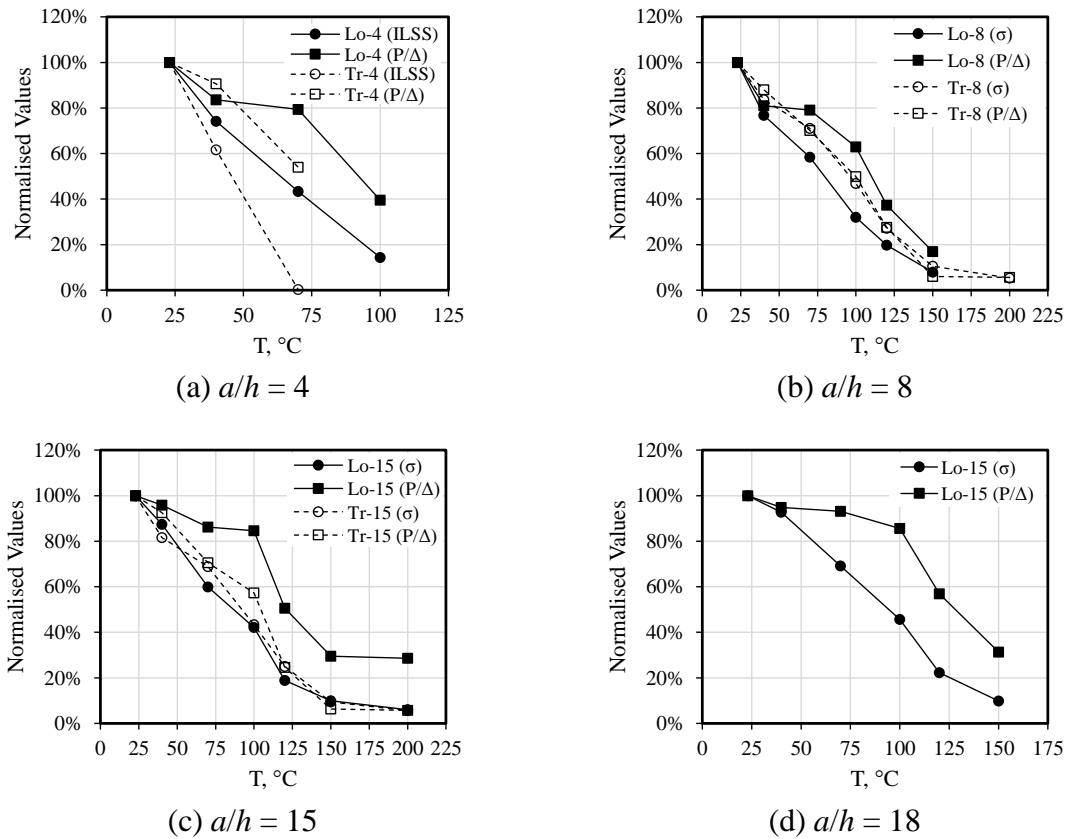 120%
100%
80%
60%
40%
20%
0%
Normalised Values
0 25 50 75 100 125
T, °C
Lo-4 (ILSS)
Lo-4 (P/Δ)
Tr-4 (ILSS)
Tr-4 (P/Δ)
(a) a/h = 4
120%
100%
80%
60%
40%
20%
0%
Normalised Values
0 25 50 75 100 125 150 175 200 225
T, °C
Lo-8 (σ)
Lo-8 (P/Δ)
Tr-8 (σ)
Tr-8 (P/Δ)
(b) a/h = 8
120%
100%
80%
60%
40%
20%
0%
Normalised Values
0 25 50 75 100 125 150 175 200 225
T, °C
Lo-15 (σ)
Lo-15 (P/Δ)
Tr-15 (σ)
Tr-15 (P/Δ)
(c) a/h = 15
120%
100%
80%
60%
40%
20%
0%
Normalised Values
0 25 50 75 100 125 150 175
T, °C
Lo-15 (σ)
Lo-15 (P/Δ)
(d) a/h = 18